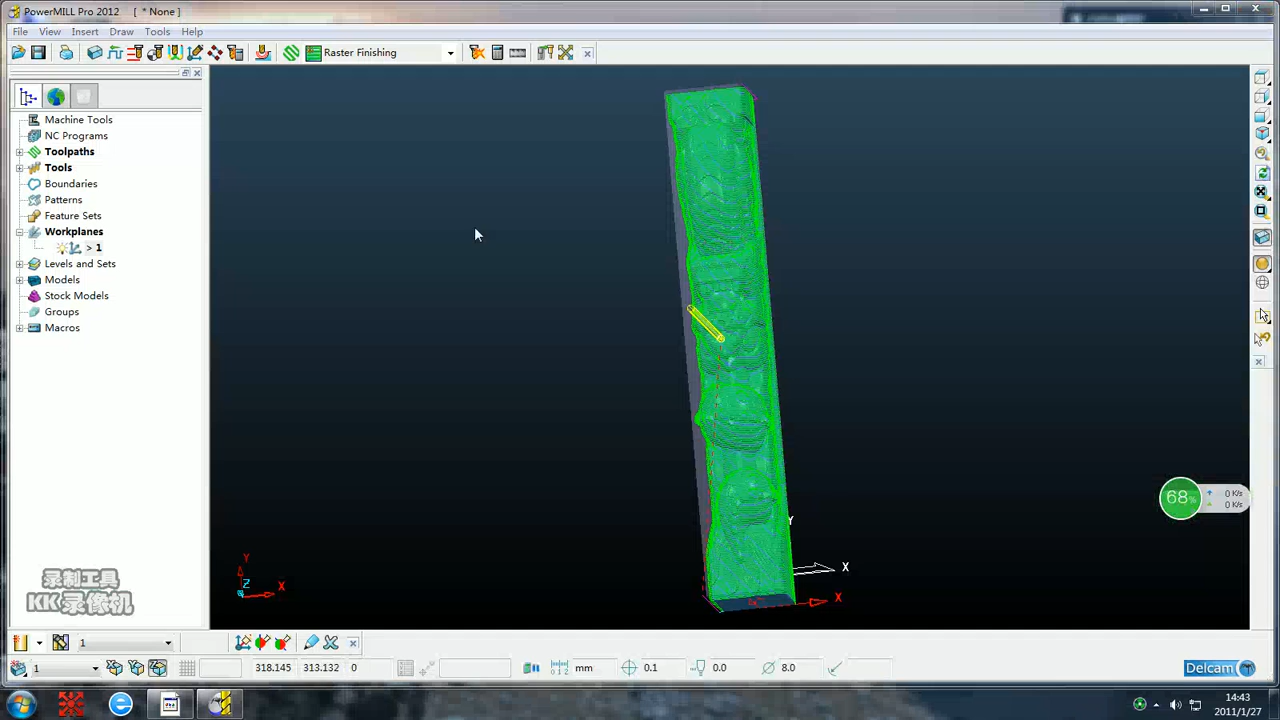 PowerMILL Pro 2012    [ * None ]
File View Insert Draw Tools Help
Raster Finishing
Machine Tools
NC Programs
Toolpaths
Tools
Boundaries
Patterns
Feature Sets
Workplanes
> 1
Levels and Sets
Models
Stock Models
Groups
Macros
68%
0 K/s
0 K/s
Y
X
X
Y
Z
X
录制工具
KK录像机
1
1
318.145 313.132 0
mm
0.1
0.0
8.0
Delcam
14:43
2011/1/27